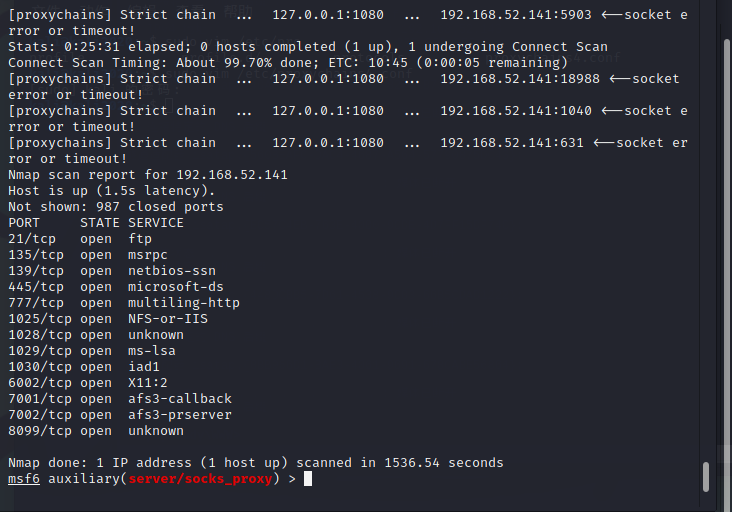 [proxychains] Strict chain  ...  127.0.0.1:1080  ...  192.168.52.141:5903 <--socket e
rror or timeout!
Stats: 0:25:31 elapsed; 0 hosts completed (1 up), 1 undergoing Connect Scan
Connect Scan Timing: About 99.70% done; ETC: 10:45 (0:00:05 remaining)
[proxychains] Strict chain  ...  127.0.0.1:1080  ...  192.168.52.141:18988 <--socket
error or timeout!
[proxychains] Strict chain  ...  127.0.0.1:1080  ...  192.168.52.141:1040 <--socket e
rror or timeout!
[proxychains] Strict chain  ...  127.0.0.1:1080  ...  192.168.52.141:631 <--socket er
ror or timeout!
Nmap scan report for 192.168.52.141
Host is up (1.5s latency).
Not shown: 987 closed ports
PORT     STATE SERVICE
21/tcp   open  ftp
135/tcp  open  msrpc
139/tcp  open  netbios-ssn
445/tcp  open  microsoft-ds
777/tcp  open  multiling-http
1025/tcp open  NFS-or-IIS
1028/tcp open  unknown
1029/tcp open  ms-lsa
1030/tcp open  iad1
6002/tcp open  X11:2
7001/tcp open  afs3-callback
7002/tcp open  afs3-prserver
8099/tcp open  unknown

Nmap done: 1 IP address (1 host up) scanned in 1536.54 seconds
msf6 auxiliary(server/socks_proxy) >